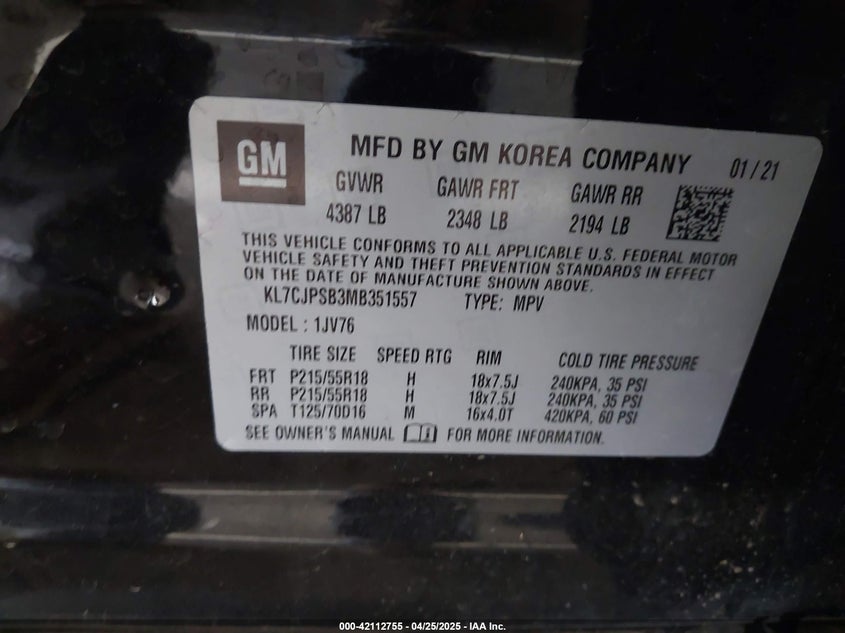 GM
MFD BY GM KOREA COMPANY 01/21
GVWR GAWR FRT GAWR RR
4387 LB 2348 LB 2194 LB
THIS VEHICLE CONFORMS TO ALL APPLICABLE U.S. FEDERAL MOTOR
VEHICLE SAFETY AND THEFT PREVENTION STANDARDS IN EFFECT
ON THE DATE OF MANUFACTURE SHOWN ABOVE.
KL7CJPSB3MB351557 TYPE: MPV
MODEL : 1JV76
TIRE SIZE SPEED RTG RIM COLD TIRE PRESSURE
FRT P215/55R18 H 18x7.5J 240KPA, 35 PSI
RR P215/55R18 H 18x7.5J 240KPA, 35 PSI
SPA T125/70D16 M 16x4.0T 420KPA, 60 PSI
SEE OWNER'S MANUAL FOR MORE INFORMATION.
000-42112755 - 04/25/2025 - IAA Inc.